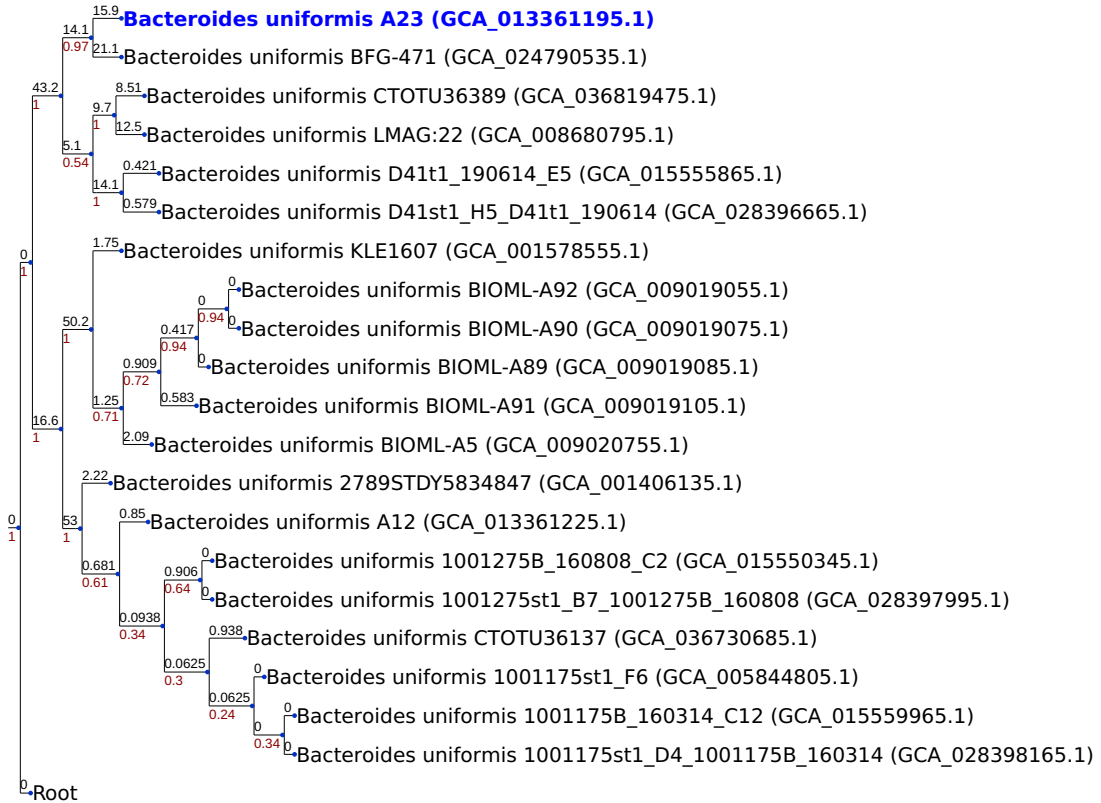 15.9
Bacteroides uniformis A23 (GCA_013361195.1)
14.1
0.97
21.1
Bacteroides uniformis BFG-471 (GCA_024790535.1)
43.2
1
8.51
Bacteroides uniformis CTOTU36389 (GCA_036819475.1)
9.7
1
12.5
Bacteroides uniformis LMAG:22 (GCA_008680795.1)
5.1
0.54
0.421
Bacteroides uniformis D41t1_190614_E5 (GCA_015555865.1)
14.1
1
0.579
Bacteroides uniformis D41st1_H5_D41t1_190614 (GCA_028396665.1)
0
1
1.75
Bacteroides uniformis KLE1607 (GCA_001578555.1)
0
Bacteroides uniformis BIOML-A92 (GCA_009019055.1)
0
0.94
0
Bacteroides uniformis BIOML-A90 (GCA_009019075.1)
50.2
1
0.417
0.94
0
Bacteroides uniformis BIOML-A89 (GCA_009019085.1)
0.909
0.72
0.583
Bacteroides uniformis BIOML-A91 (GCA_009019105.1)
1.25
0.71
16.6
1
2.09
Bacteroides uniformis BIOML-A5 (GCA_009020755.1)
2.22
Bacteroides uniformis 2789STDY5834847 (GCA_001406135.1)
0
1
53
1
0.85
Bacteroides uniformis A12 (GCA_013361225.1)
0
Bacteroides uniformis 1001275B_160808_C2 (GCA_015550345.1)
0.681
0.61
0.906
0.64
0
Bacteroides uniformis 1001275st1_B7_1001275B_160808 (GCA_028397995.1)
0.0938
0.34
0.938
Bacteroides uniformis CTOTU36137 (GCA_036730685.1)
0.0625
0.3
0
Bacteroides uniformis 1001175st1_F6 (GCA_005844805.1)
0.0625
0.24
0
Bacteroides uniformis 1001175B_160314_C12 (GCA_015559965.1)
0
0.34
0
Bacteroides uniformis 1001175st1_D4_1001175B_160314 (GCA_028398165.1)
0
Root